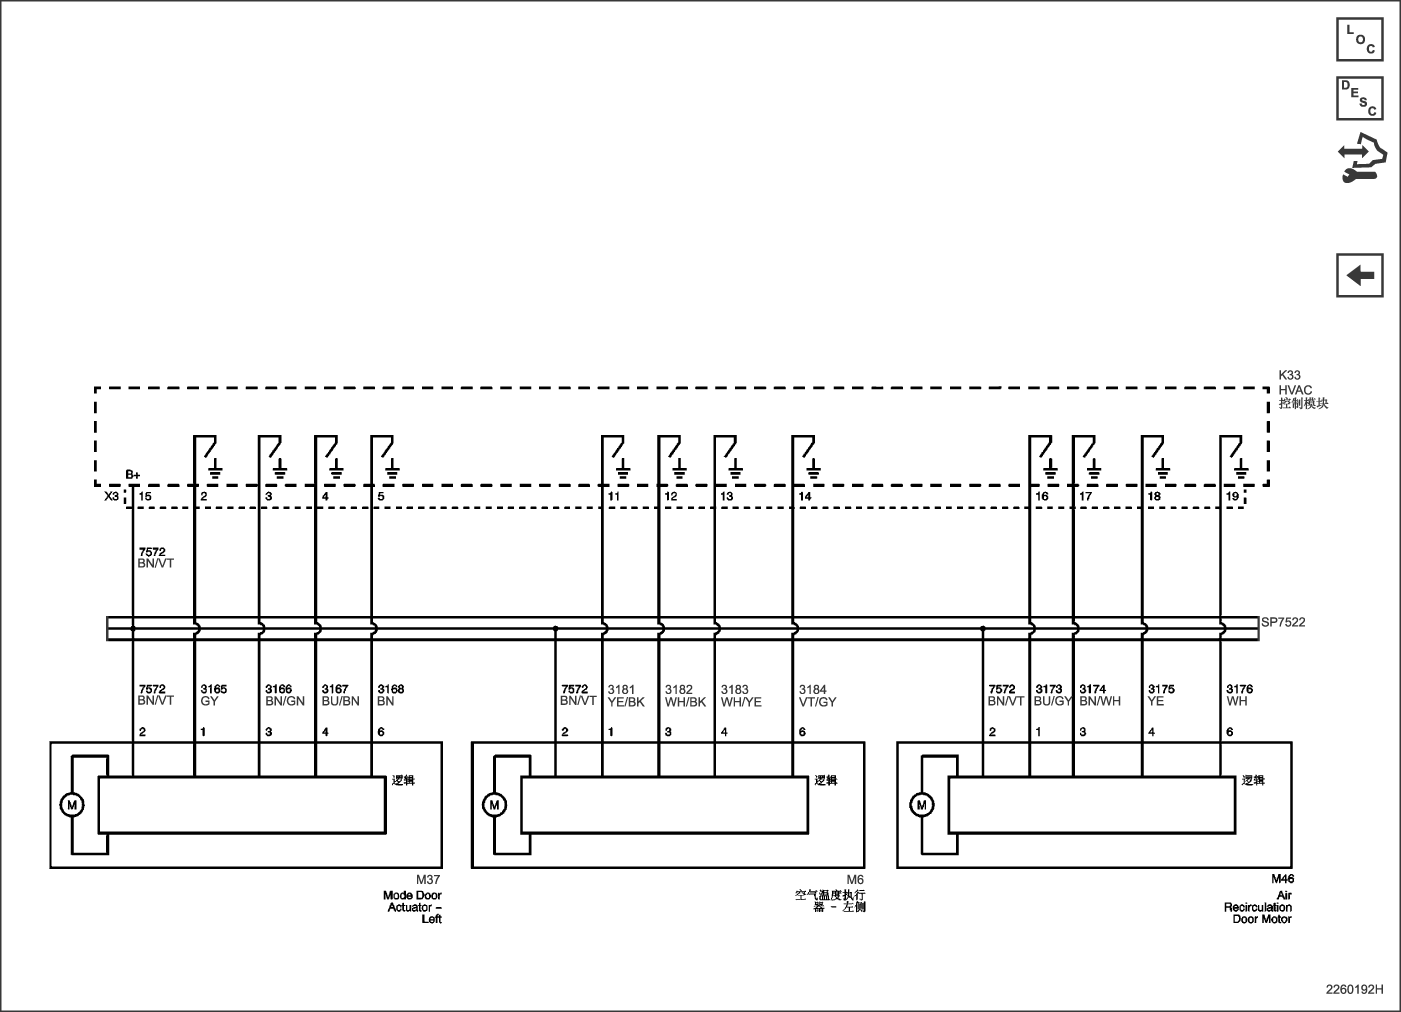 LOC
DESC
K33
HVAC
控制模块
B+
X3 15 2 3 4 5 11 12 13 14 16 17 18 19
7572
BN/VT
SP7522
7572 3165 3166 3167 3168 7572 3181 3182 3183 3184 7572 3173 3174 3175 3176
BN/VT GY BN/GN BU/BN BN BN/VT YE/BK WH/BK WH/YE VT/GY BN/VT BU/GY BN/WH YE WH
2 1 3 4 6 2 1 3 4 6 2 1 3 4 6
逻辑 逻辑 逻辑
M M M
M37
Mode Door
Actuator –
Left
M6
空气温度执行
器 – 左侧
M46
Air
Recirculation
Door Motor
2260192H